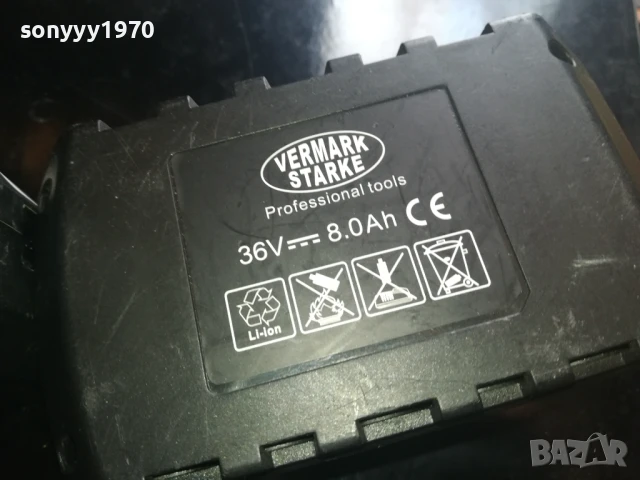 sonyyy1970
VERMARK
STARKE
Professional tools
36V 8.0Ah CE
Li-Ion
BAZAR